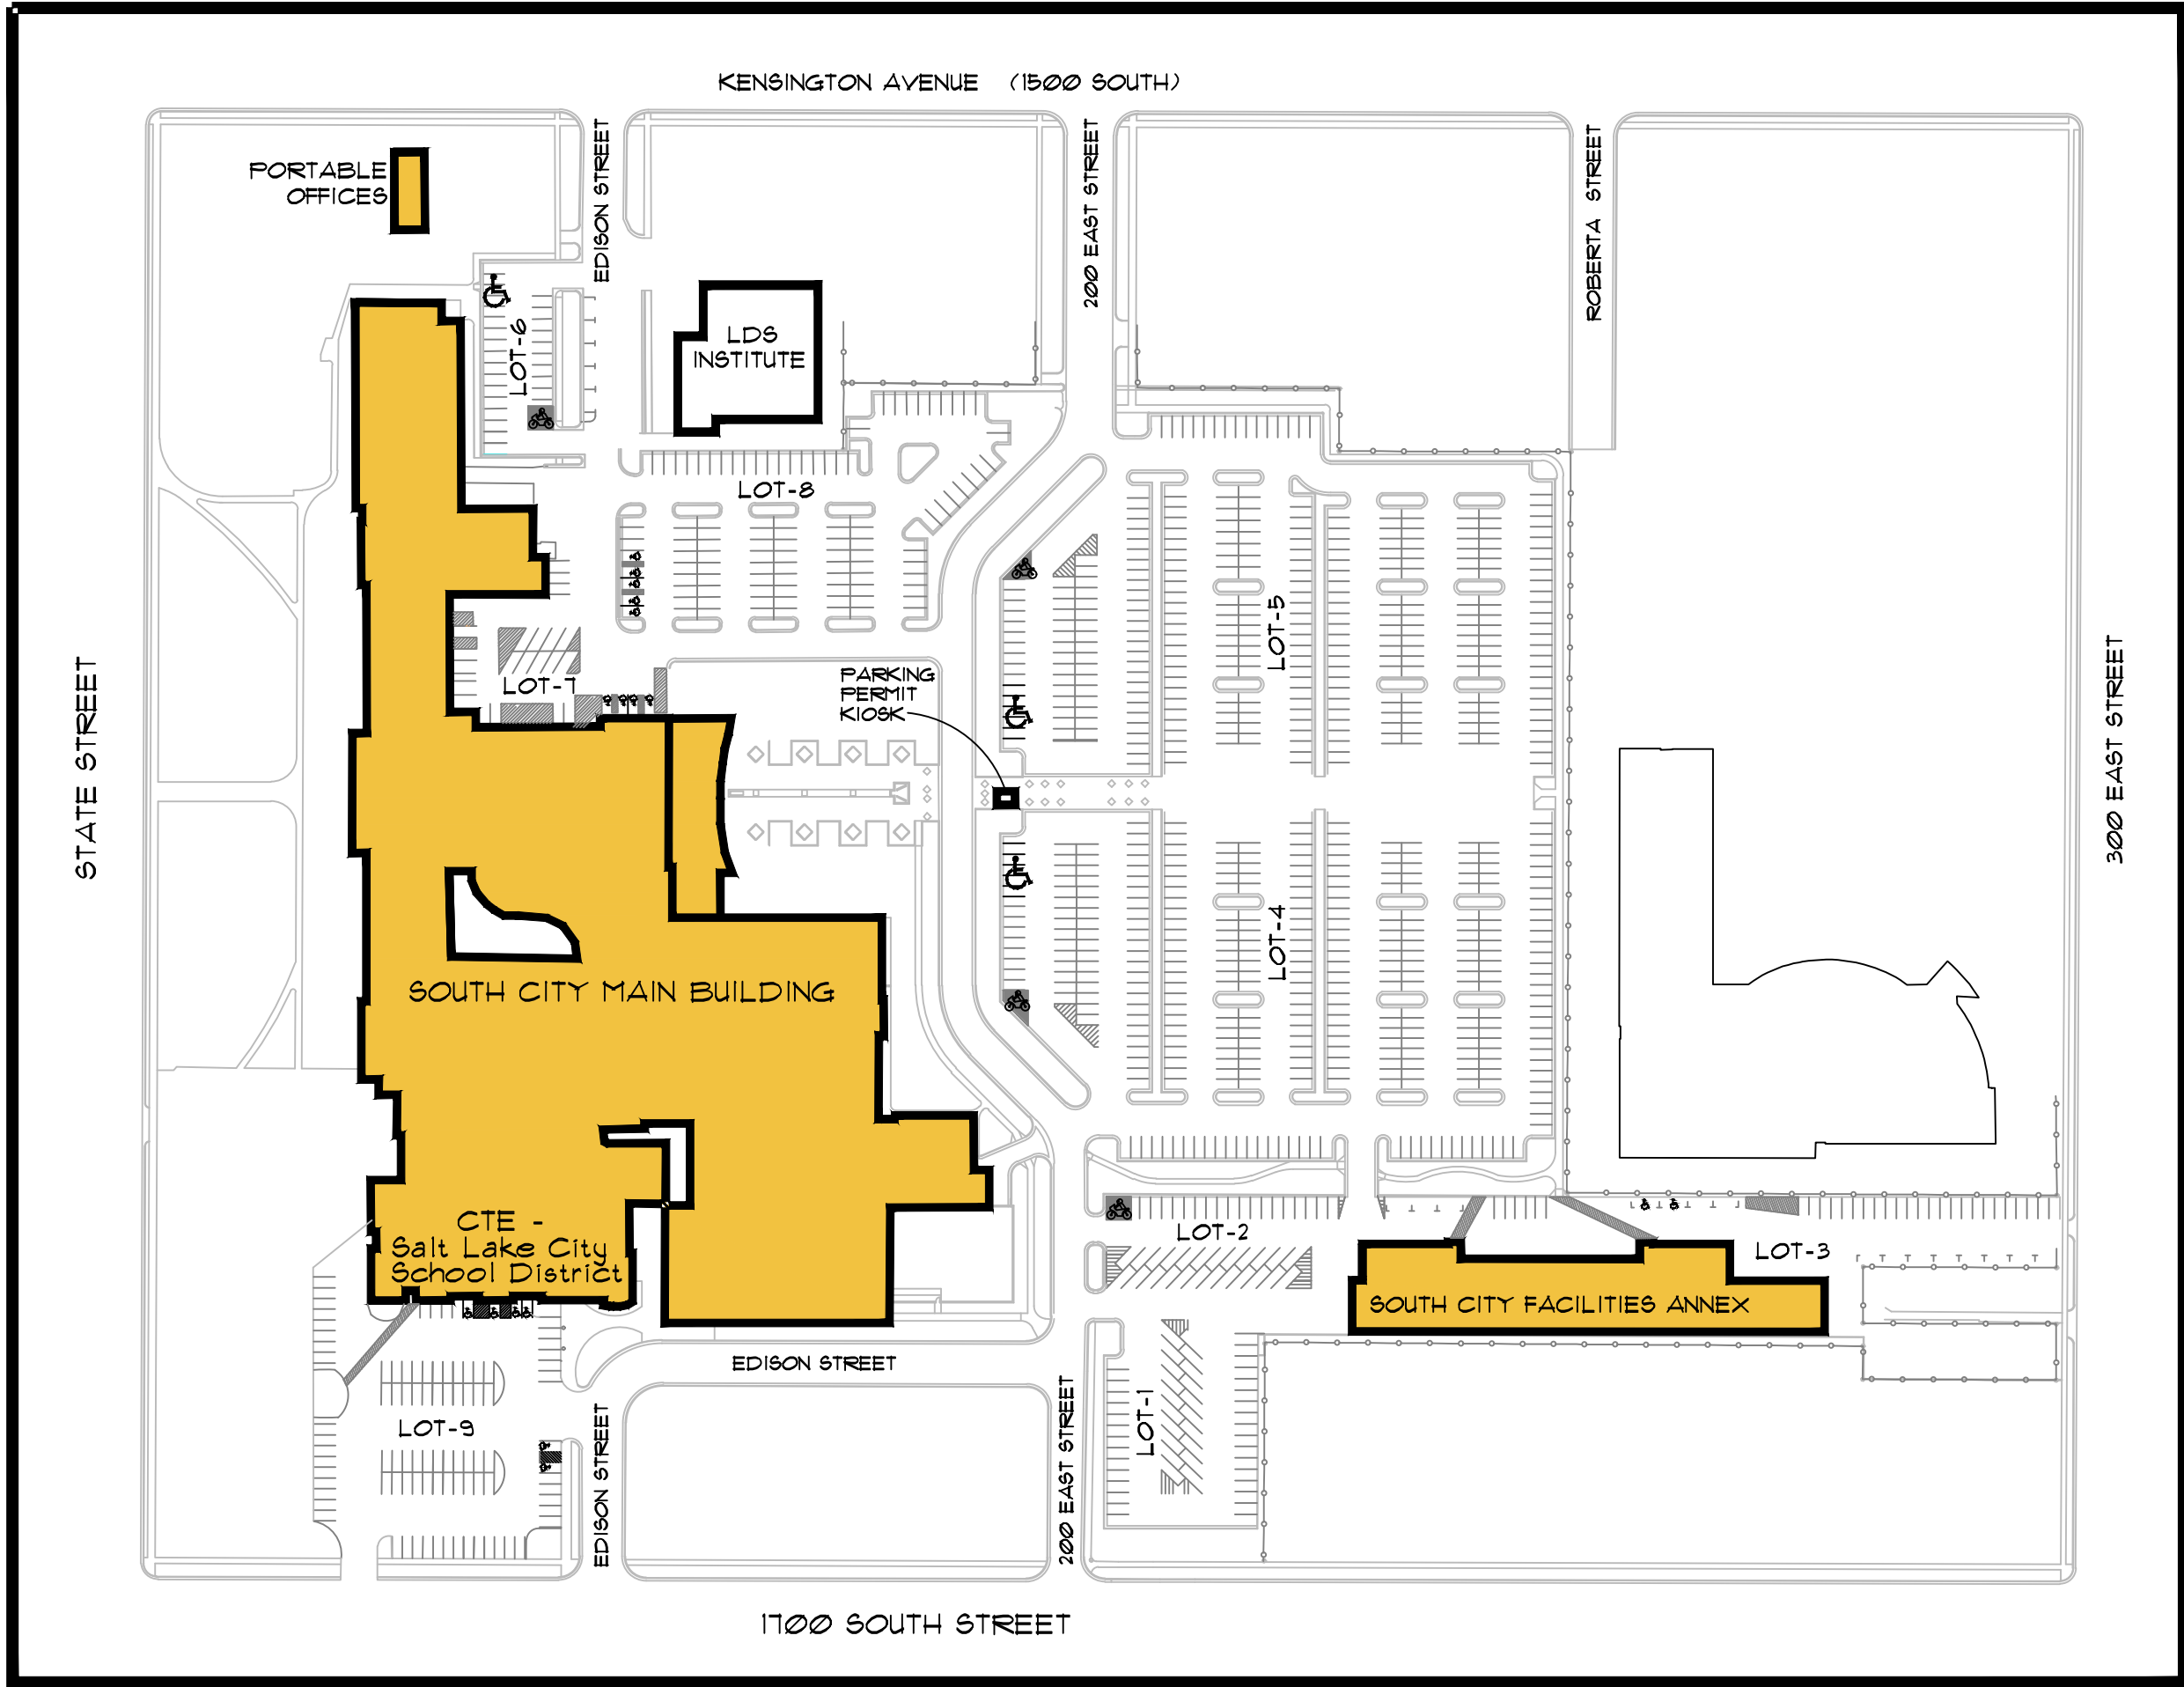 KENSINGTON AVENUE (1500 SOUTH)
PORTABLE
OFFICES
EDISON STREET
200 EAST STREET
ROBERTA STREET
LOT-6
LDS
INSTITUTE
LOT-8
LOT-5
STATE STREET
LOT-7
PARKING
PERMIT
KIOSK
300 EAST STREET
LOT-4
SOUTH CITY MAIN BUILDING
CTE -
Salt Lake City
School District
LOT-2
LOT-3
SOUTH CITY FACILITIES ANNEX
EDISON STREET
LOT-9
EDISON STREET
200 EAST STREET
LOT-1
1700 SOUTH STREET